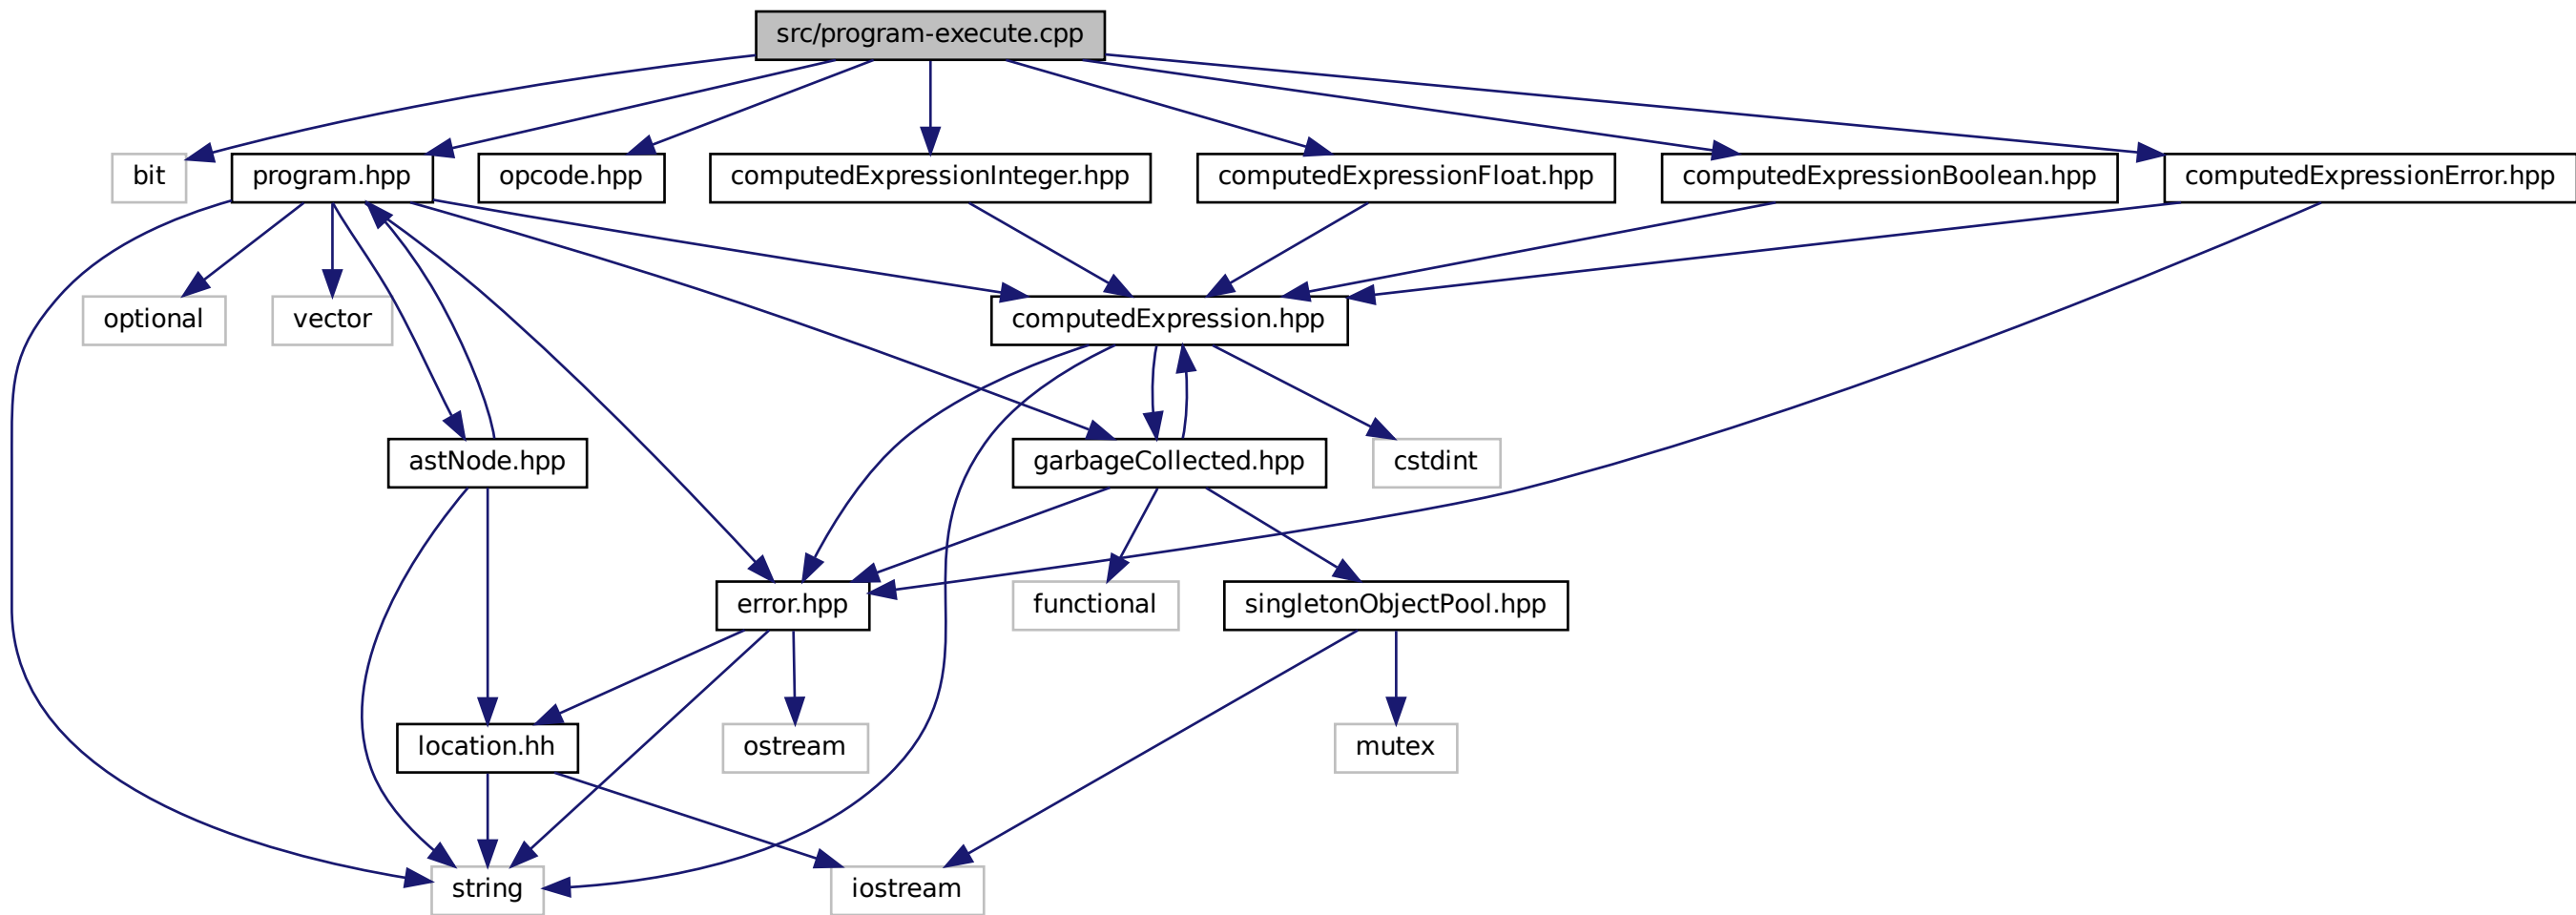 src/program-execute.cpp
bit
program.hpp
opcode.hpp
computedExpressionInteger.hpp
computedExpressionFloat.hpp
computedExpressionBoolean.hpp
computedExpressionError.hpp
optional
vector
computedExpression.hpp
astNode.hpp
garbageCollected.hpp
cstdint
error.hpp
functional
singletonObjectPool.hpp
location.hh
ostream
mutex
string
iostream